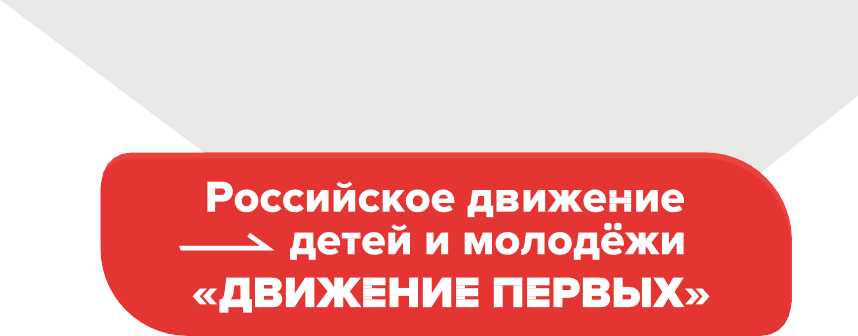 Российское движение
детей и молодёжи
«ДВИЖЕНИЕ ПЕРВЫХ»